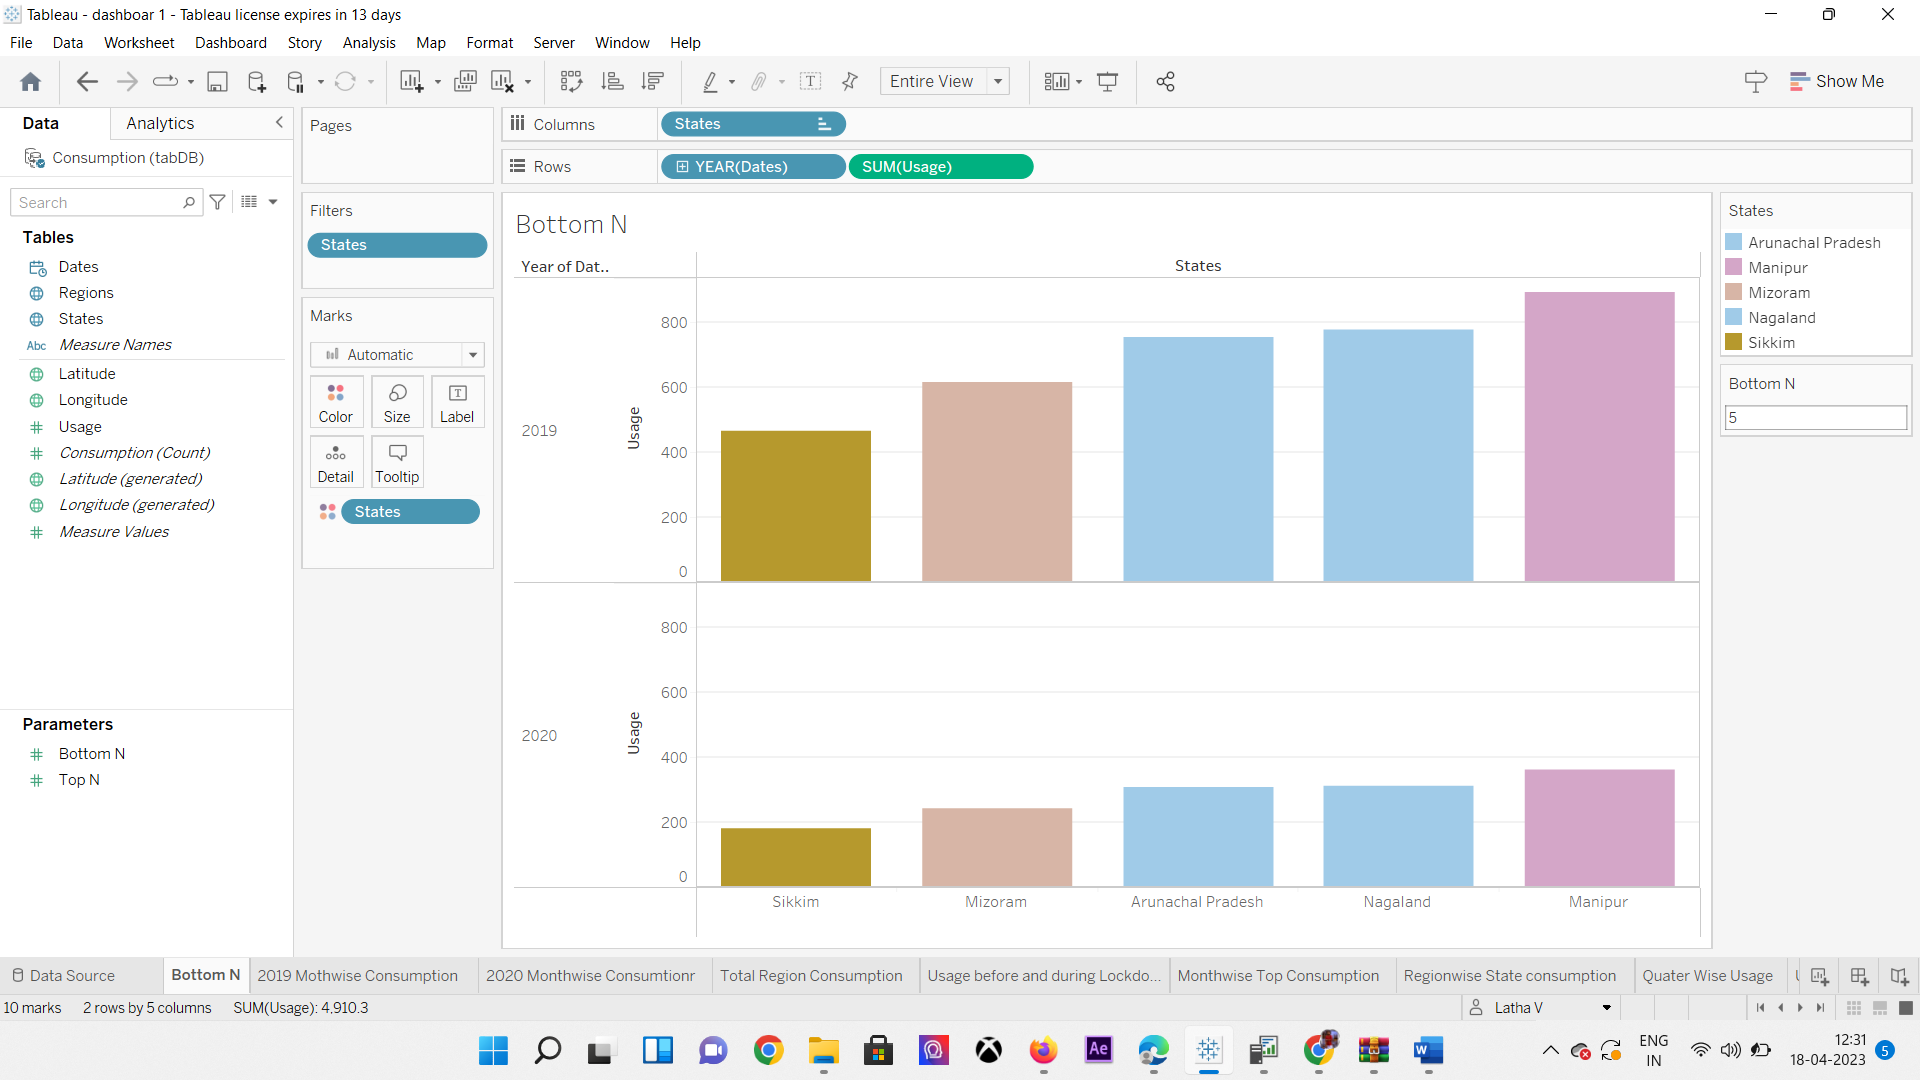 Tableau - dashboar 1 - Tableau license expires in 13 days
File Data Worksheet Dashboard Story Analysis Map Format Server Window Help
Entire View
Show Me
Data Analytics
Consumption (tabDB)
Search
Tables
Dates
Regions
States
Abc Measure Names
Latitude
Longitude
Usage
Consumption (Count)
Latitude (generated)
Longitude (generated)
Measure Values
Parameters
Bottom N
Top N
Pages
Filters
States
Marks
Automatic
Color Size Label
Detail Tooltip
States
Columns States
Rows YEAR(Dates) SUM(Usage)
Bottom N
Year of Dat.. States
2019
Usage
800
600
400
200
0
2020
Usage
800
600
400
200
0
Sikkim Mizoram Arunachal Pradesh Nagaland Manipur
States
Arunachal Pradesh
Manipur
Mizoram
Nagaland
Sikkim
Bottom N
5
Data Source Bottom N 2019 Mothwise Consumption 2020 Monthwise Consumtionr Total Region Consumption Usage before and during Lockdo... Monthwise Top Consumption Regionwise State consumption Quater Wise Usage
10 marks 2 rows by 5 columns SUM(Usage): 4,910.3
Latha V
Ae
ENG
IN
12:31
18-04-2023
5